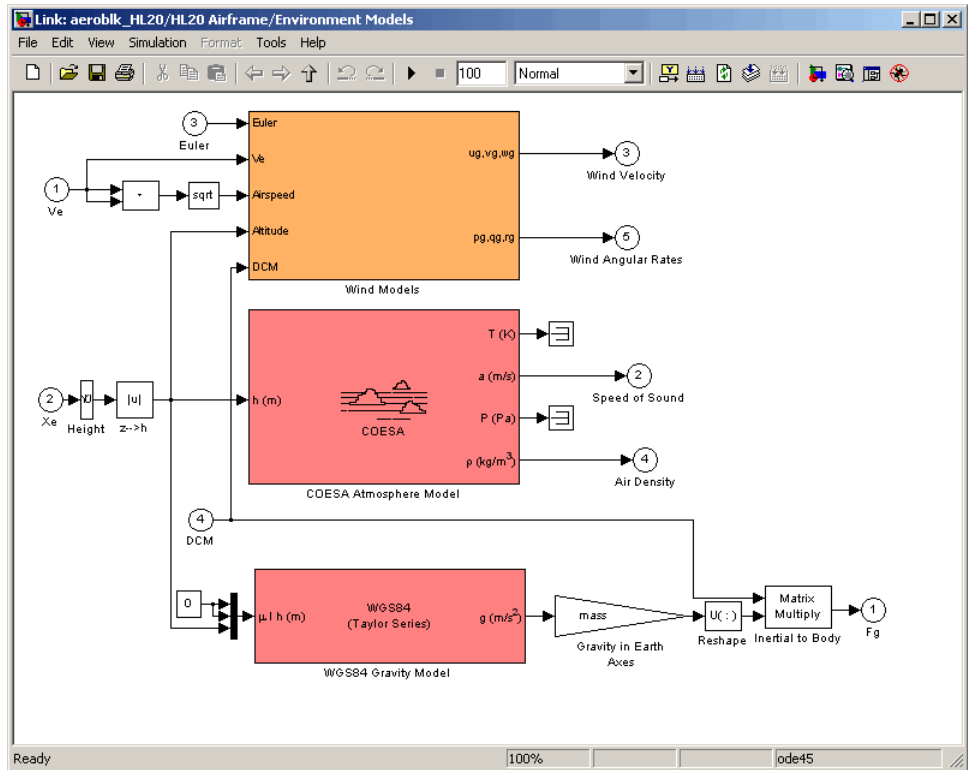 Link: aeroblk_HL20/HL20 Airframe/Environment Models
File Edit View Simulation Format Tools Help
100 Normal
3
Euler
1
Ve
sqrt
Euler
Ve
Airspeed
Altitude
DCM
ug,vg,wg
pg,qg,rg
Wind Models
3
Wind Velocity
5
Wind Angular Rates
2
Xe
Height
|u|
z-->h
h (m)
COESA
T (K)
a (m/s)
P (Pa)
ρ (kg/m³)
COESA Atmosphere Model
2
Speed of Sound
4
Air Density
4
DCM
0
μ l h (m)
WGS84
(Taylor Series)
g (m/s²)
WGS84 Gravity Model
mass
Gravity in Earth
Axes
U( : )
Reshape
Matrix
Multiply
Inertial to Body
1
Fg
Ready 100% ode45